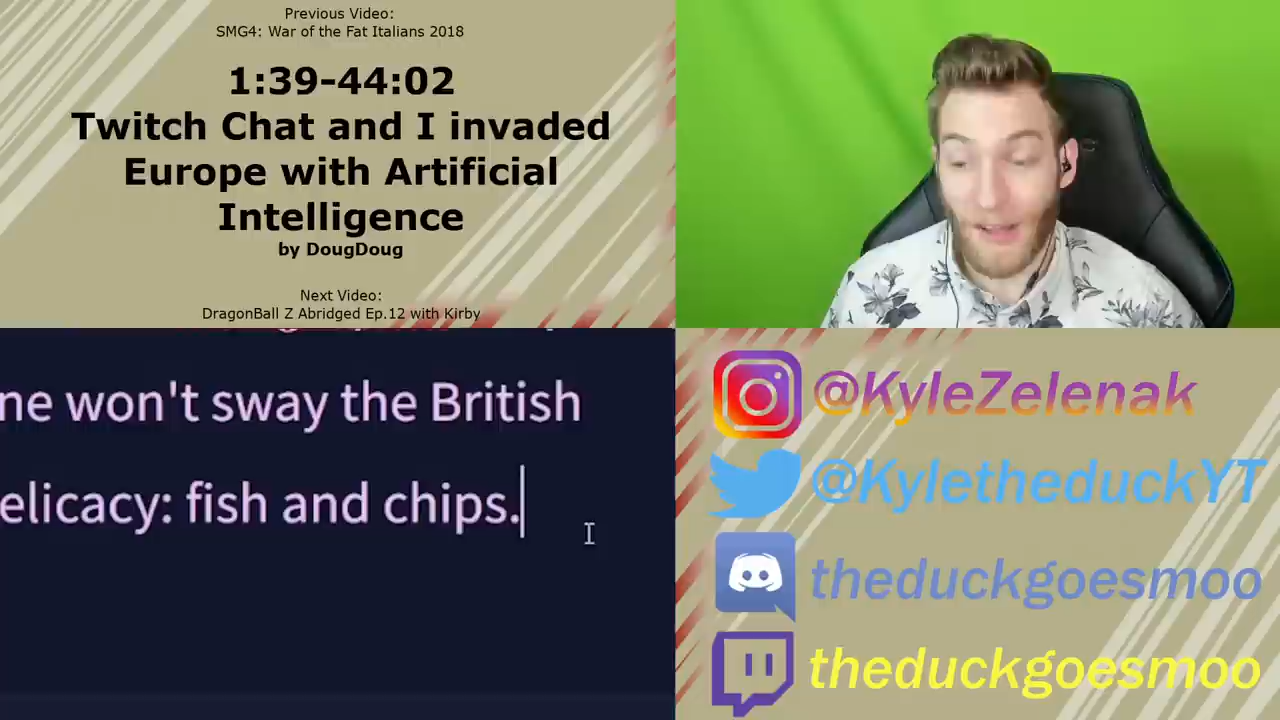 Previous Video:
SMG4: War of the Fat Italians 2018
1:39-44:02
Twitch Chat and I invaded
Europe with Artificial
Intelligence
by DougDoug
Next Video:
DragonBall Z Abridged Ep.12 with Kirby
ne won't sway the British
elicacy: fish and chips.
@KyleZelenak
@KyletheduckYT
theduckgoesmoo
theduckgoesmoo